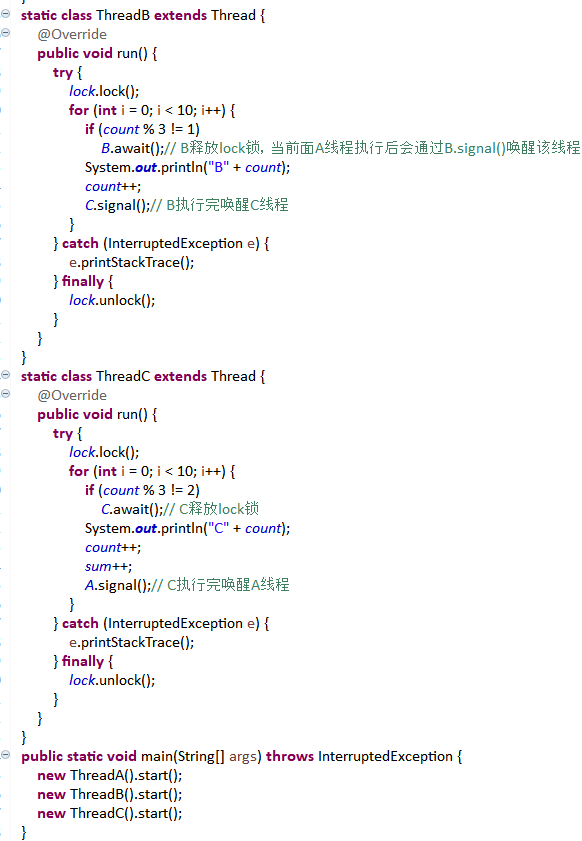 static class ThreadB extends Thread {
@Override
public void run() {
try {
lock.lock();
for (int i = 0; i < 10; i++) {
if (count % 3 != 1)
B.await();// B释放lock锁, 当前面A线程执行后会通过B.signal()唤醒该线程
System.out.println("B" + count);
count++;
C.signal();// B执行完唤醒C线程
}
} catch (InterruptedException e) {
e.printStackTrace();
} finally {
lock.unlock();
}
}
}
static class ThreadC extends Thread {
@Override
public void run() {
try {
lock.lock();
for (int i = 0; i < 10; i++) {
if (count % 3 != 2)
C.await();// C释放lock锁
System.out.println("C" + count);
count++;
sum++;
A.signal();// C执行完唤醒A线程
}
} catch (InterruptedException e) {
e.printStackTrace();
} finally {
lock.unlock();
}
}
}
public static void main(String[] args) throws InterruptedException {
new ThreadA().start();
new ThreadB().start();
new ThreadC().start();
}